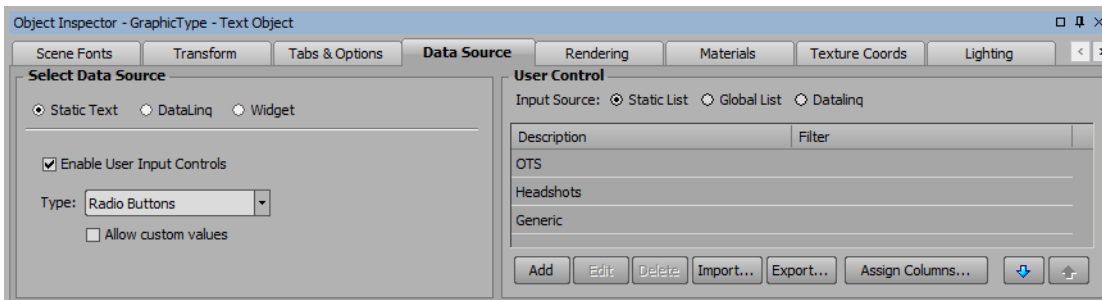 Object Inspector - GraphicType - Text Object
Scene Fonts Transform Tabs & Options Data Source Rendering Materials Texture Coords Lighting
Select Data Source
Static Text DataLinq Widget
Enable User Input Controls
Type: Radio Buttons
Allow custom values
User Control
Input Source: Static List Global List Datalinq
Description Filter
OTS
Headshots
Generic
Add Edit Delete Import... Export... Assign Columns...